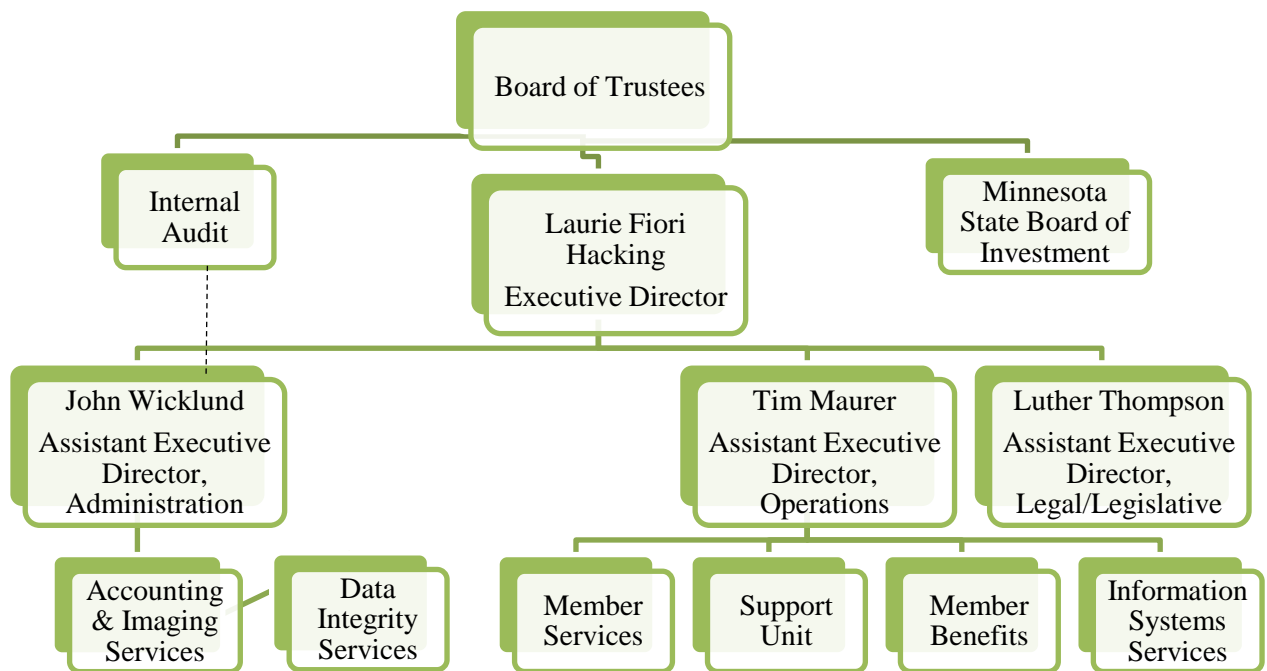 Board of Trustees
Internal
Audit
Laurie Fiori
Hacking
Executive Director
Minnesota
State Board of
Investment
John Wicklund
Assistant Executive
Director,
Administration
Tim Maurer
Assistant Executive
Director,
Operations
Luther Thompson
Assistant Executive
Director,
Legal/Legislative
Accounting
& Imaging
Services
Data
Integrity
Services
Member
Services
Support
Unit
Member
Benefits
Information
Systems
Services